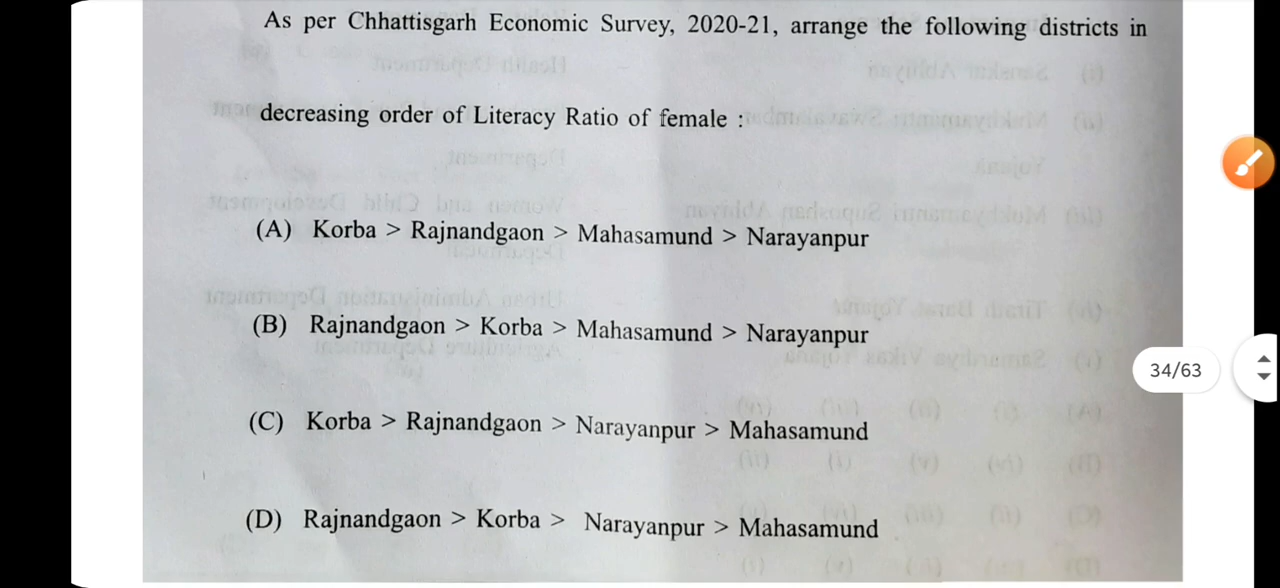 As per Chhattisgarh Economic Survey, 2020-21, arrange the following districts in
decreasing order of Literacy Ratio of female :
(A) Korba > Rajnandgaon > Mahasamund > Narayanpur
(B) Rajnandgaon > Korba > Mahasamund > Narayanpur
34/63
(C) Korba > Rajnandgaon > Narayanpur > Mahasamund
(D) Rajnandgaon > Korba > Narayanpur > Mahasamund